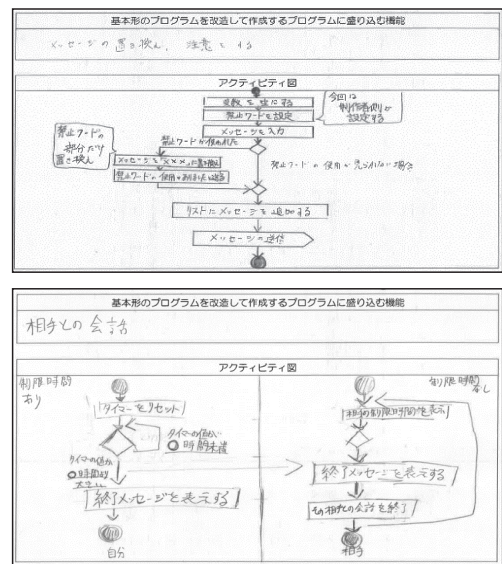 基本形のプログラムを改造して作成するプログラムに盛り込む機能
メッセージの置き換え、注意をする
アクティビティ図
変数を空にする
禁止ワードを設定
今回は
制作者側が
設定する
メッセージを入力
禁止ワードの
部分だけ
置き換え
禁止ワードが使用された
メッセージを×××に置き換え
禁止ワードの使用が見られない場合
リストにメッセージを追加する
メッセージの送信
基本形のプログラムを改造して作成するプログラムに盛り込む機能
相手との会話
アクティビティ図
制限時間
あり
タイマーをリセット
タイマーの値が
〇時間未満
タイマーの値が
〇時間より
大きい
終了メッセージを表示する
自分
制限時間
なし
相手の制限時間を表示
終了メッセージを表示する
その相手との会話を終了
相手